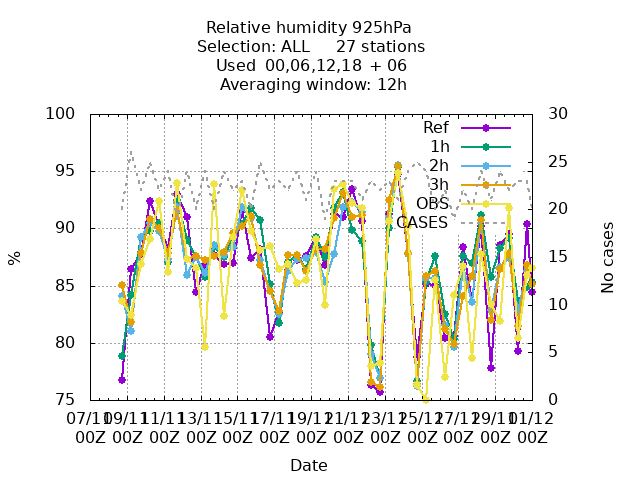 Relative humidity 925hPa
Selection: ALL 27 stations
Used 00,06,12,18 + 06
Averaging window: 12h
100 30
Ref
1h
95 25
2h
3h
OBS
90 20
CASES
% No cases
15
85
10
80
5
75 0
07/11 09/11 11/11 13/11 15/11 17/11 19/11 21/11 23/11 25/11 27/11 29/11 01/12
00Z 00Z 00Z 00Z 00Z 00Z 00Z 00Z 00Z 00Z 00Z 00Z 00Z
Date